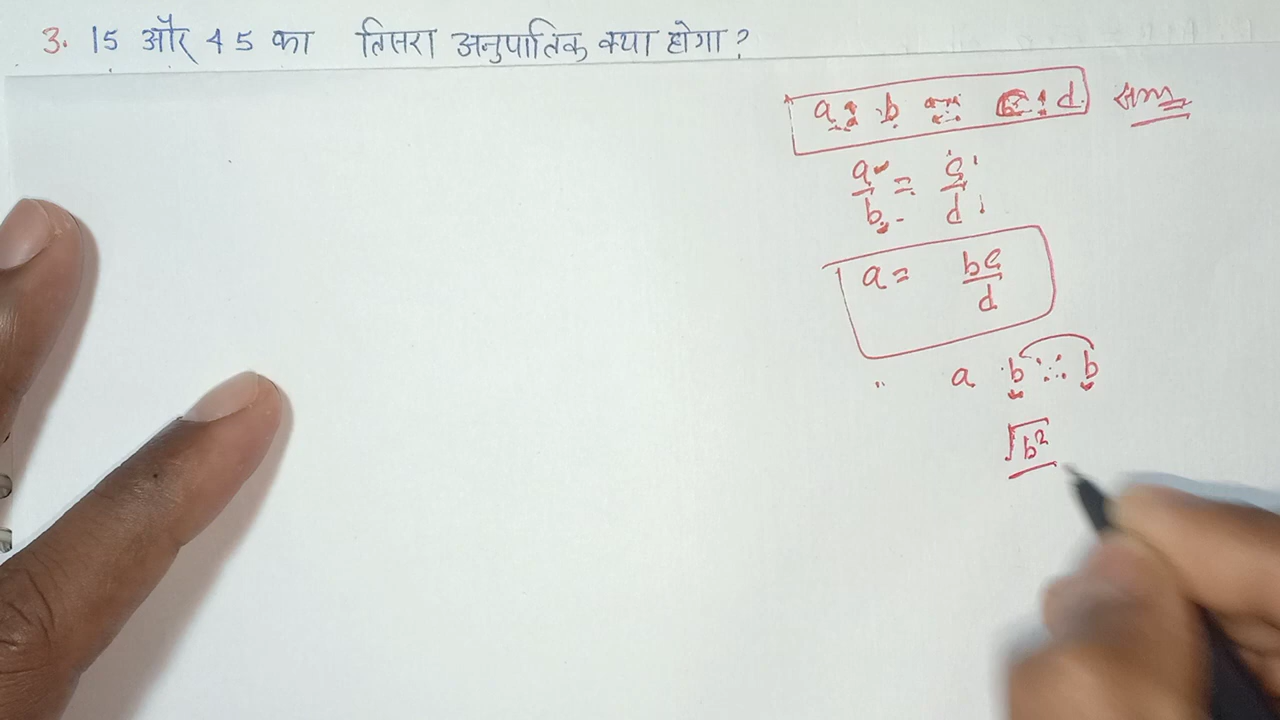 3. 15 और 45 का तिसरा अनुपातिक क्या होगा?
a : b :: c : d
a/b = c/d
a = bc/d
a b : b
√b²